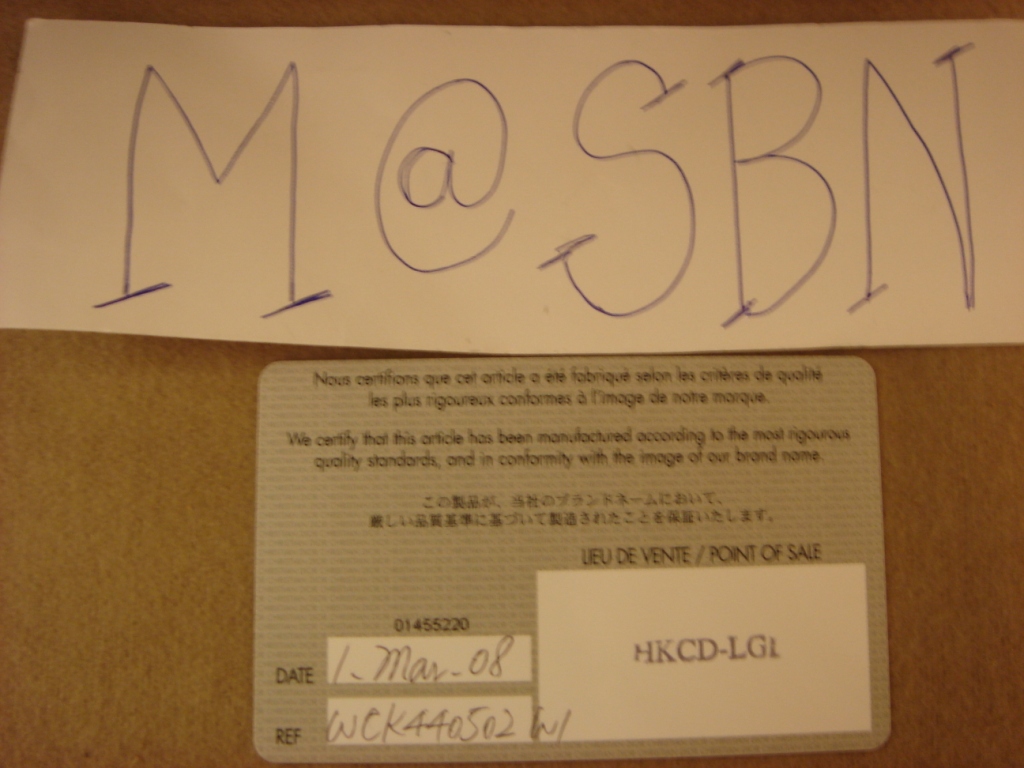 M@SBN
Nous certifions que cet article a été fabriqué selon les critères de qualité
les plus rigoureux conformes à l'image de notre marque.
We certify that this article has been manufactured according to the most rigourous
quality standards, and in conformity with the image of our brand name.
この製品が、当社のブランドネームにおいて、
厳しい品質基準に基づいて製造されたことを保証いたします。
LIEU DE VENTE / POINT OF SALE
HKCD-LG1
01455220
DATE 1-Mar-08
REF WCK440502 W1